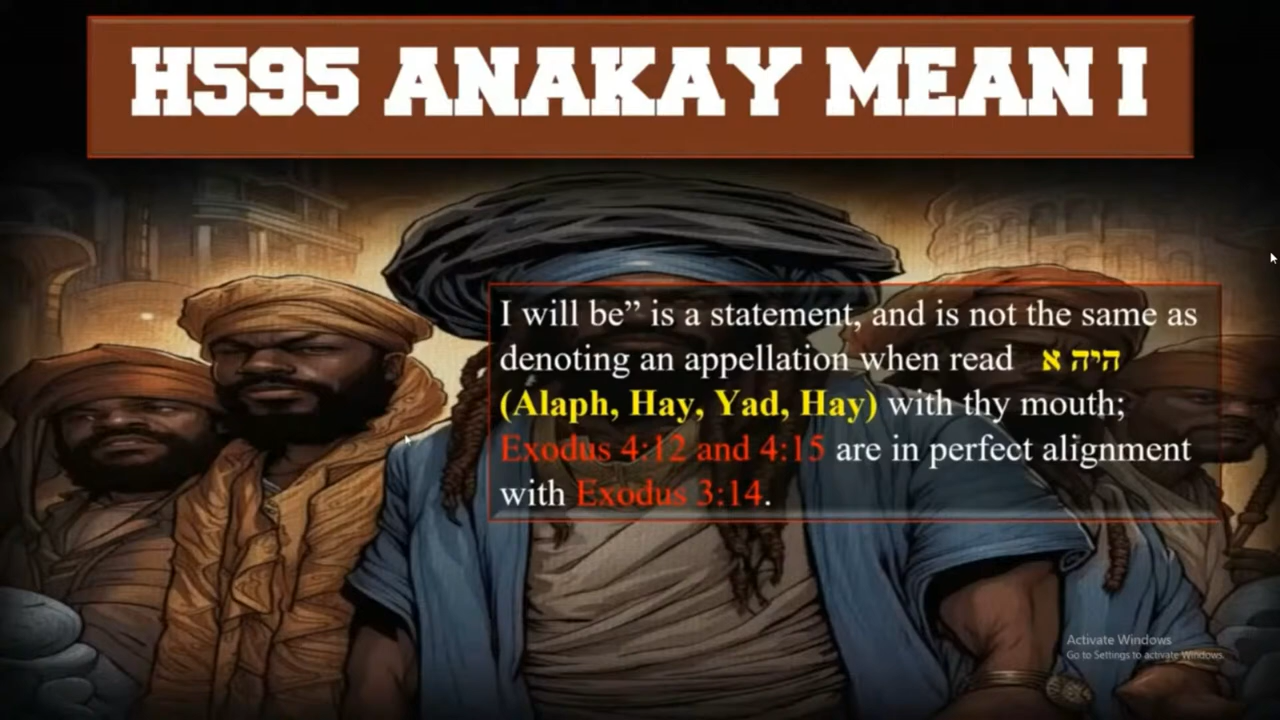 H595 ANAKAY MEAN I
I will be” is a statement, and is not the same as
denoting an appellation when read היה א
(Alaph, Hay, Yad, Hay) with thy mouth;
Exodus 4:12 and 4:15 are in perfect alignment
with Exodus 3:14.
Activate Windows
Go to Settings to activate Windows.